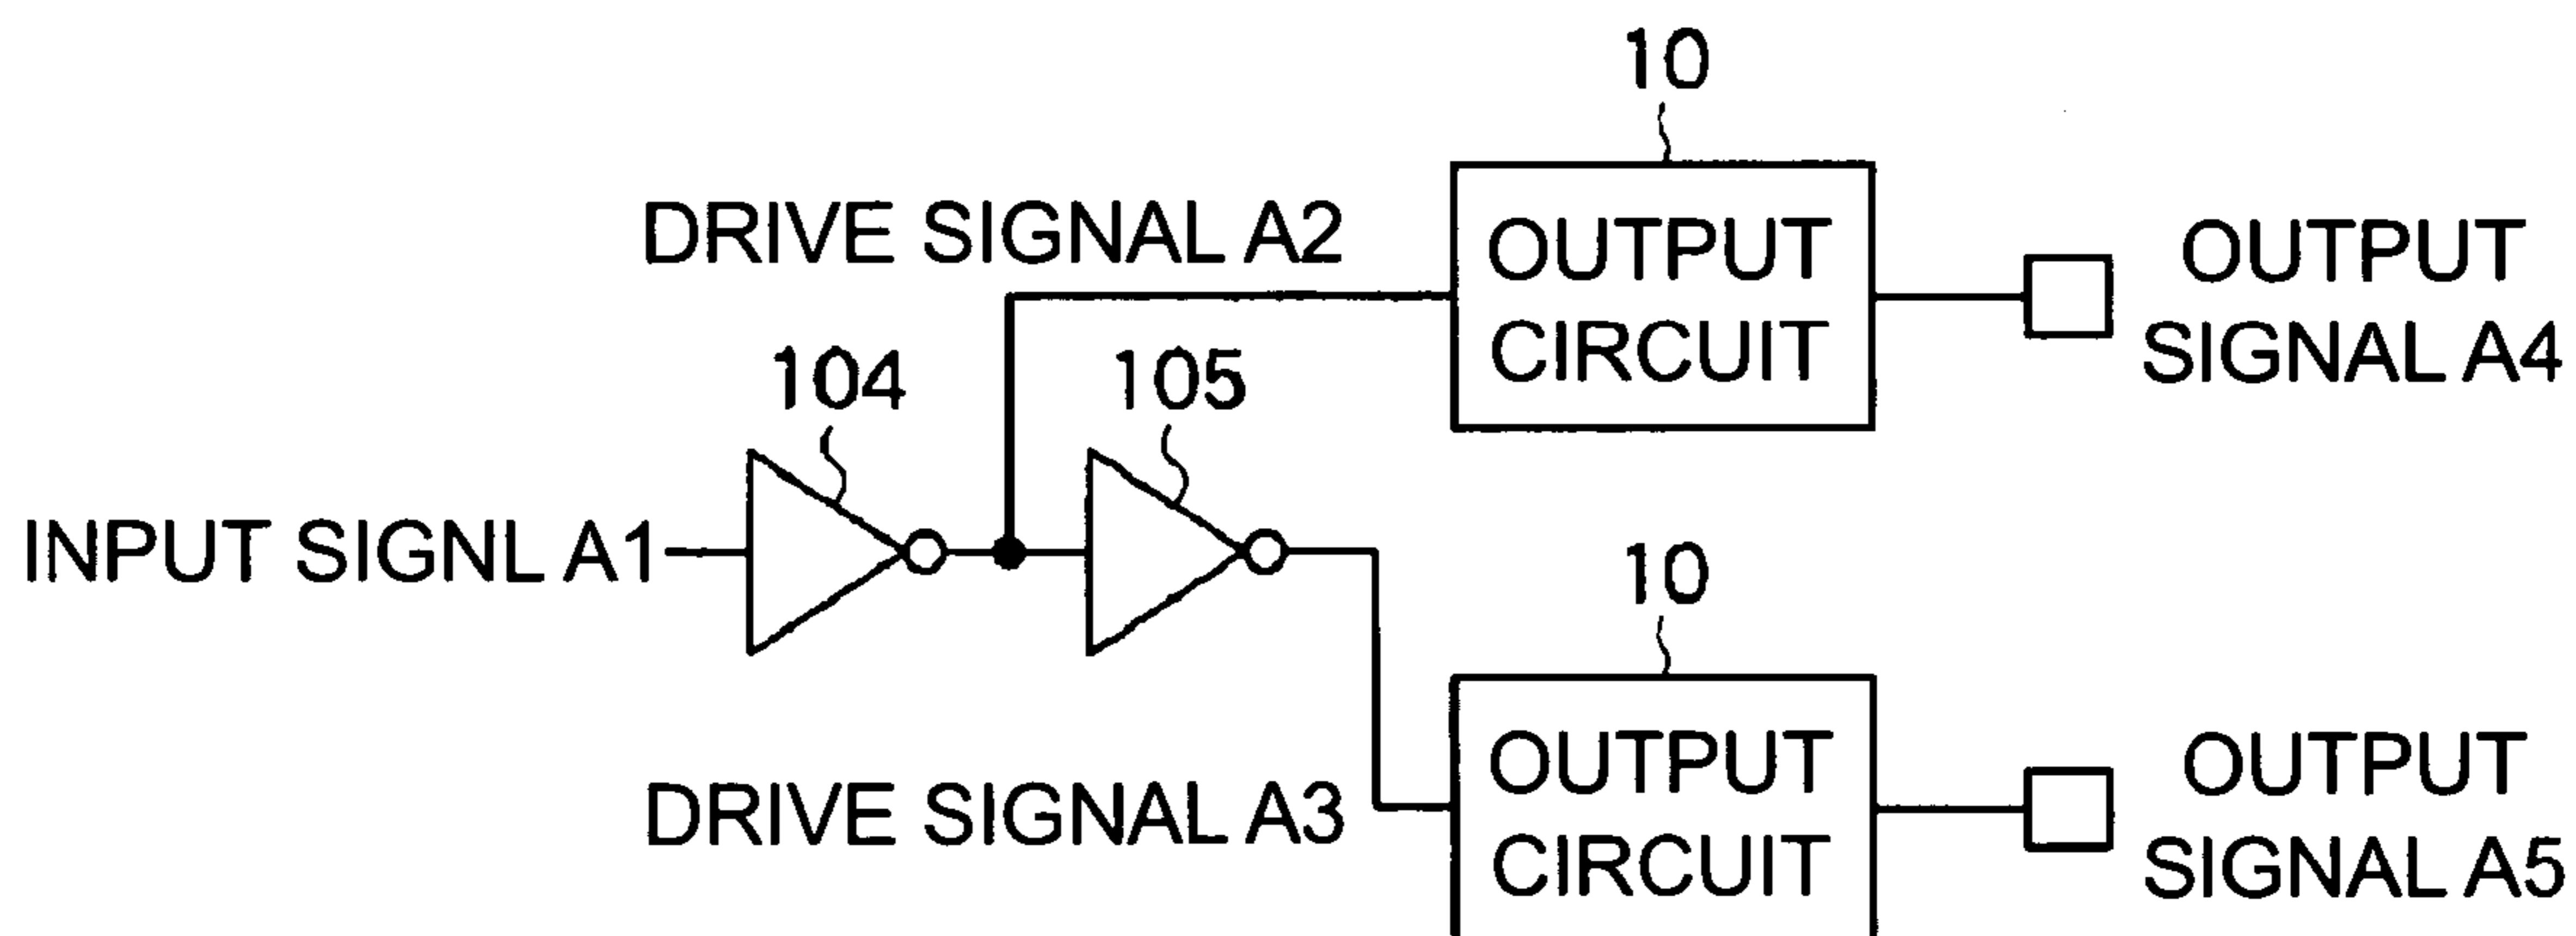 10
DRIVE SIGNAL A2
OUTPUT
CIRCUIT
OUTPUT
SIGNAL A4
104
105
INPUT SIGNL A1
10
DRIVE SIGNAL A3
OUTPUT
CIRCUIT
OUTPUT
SIGNAL A5